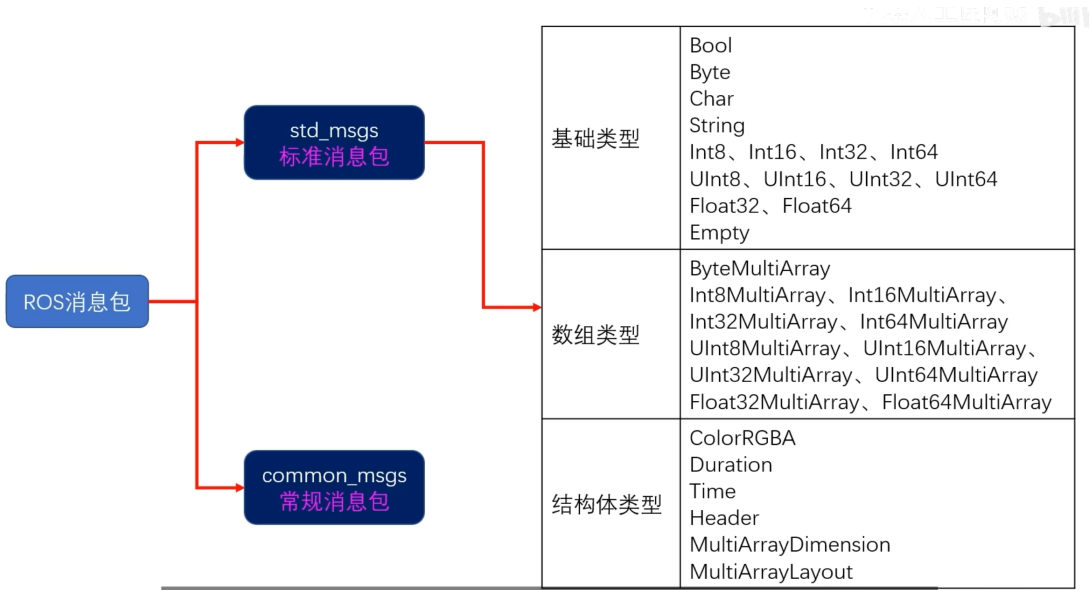 ROS消息包
std_msgs
标准消息包
common_msgs
常规消息包
基础类型
Bool
Byte
Char
String
Int8、Int16、Int32、Int64
UInt8、UInt16、UInt32、UInt64
Float32、Float64
Empty
数组类型
ByteMultiArray
Int8MultiArray、Int16MultiArray、
Int32MultiArray、Int64MultiArray
UInt8MultiArray、UInt16MultiArray、
UInt32MultiArray、UInt64MultiArray
Float32MultiArray、Float64MultiArray
结构体类型
ColorRGBA
Duration
Time
Header
MultiArrayDimension
MultiArrayLayout